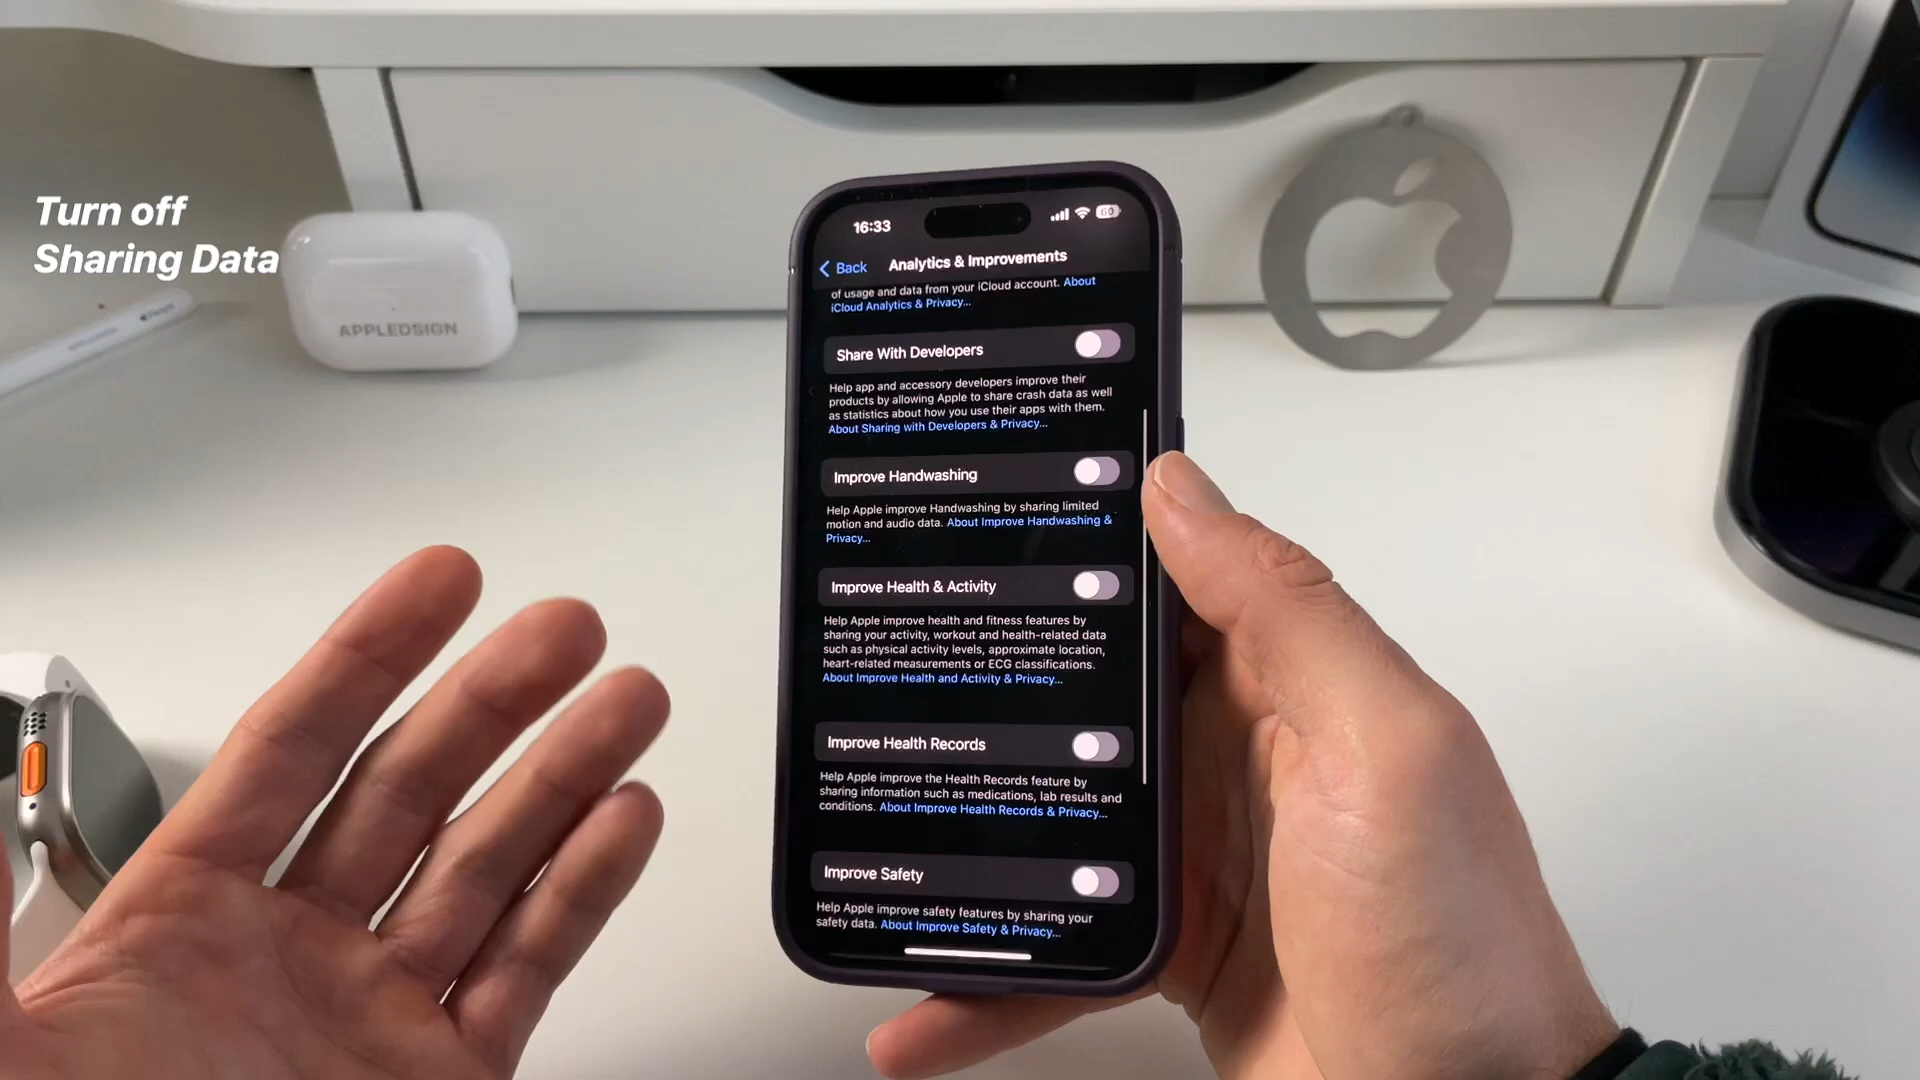 Turn off
Sharing Data
APPLEDSIGN
16:33
60
Back
Analytics & Improvements
of usage and data from your iCloud account. About
iCloud Analytics & Privacy...
Share With Developers
Help app and accessory developers improve their
products by allowing Apple to share crash data as well
as statistics about how you use their apps with them.
About Sharing with Developers & Privacy...
Improve Handwashing
Help Apple improve Handwashing by sharing limited
motion and audio data. About Improve Handwashing &
Privacy...
Improve Health & Activity
Help Apple improve health and fitness features by
sharing your activity, workout and health-related data
such as physical activity levels, approximate location,
heart-related measurements or ECG classifications.
About Improve Health and Activity & Privacy...
Improve Health Records
Help Apple improve the Health Records feature by
sharing information such as medications, lab results and
conditions. About Improve Health Records & Privacy...
Improve Safety
Help Apple improve safety features by sharing your
safety data. About Improve Safety & Privacy...